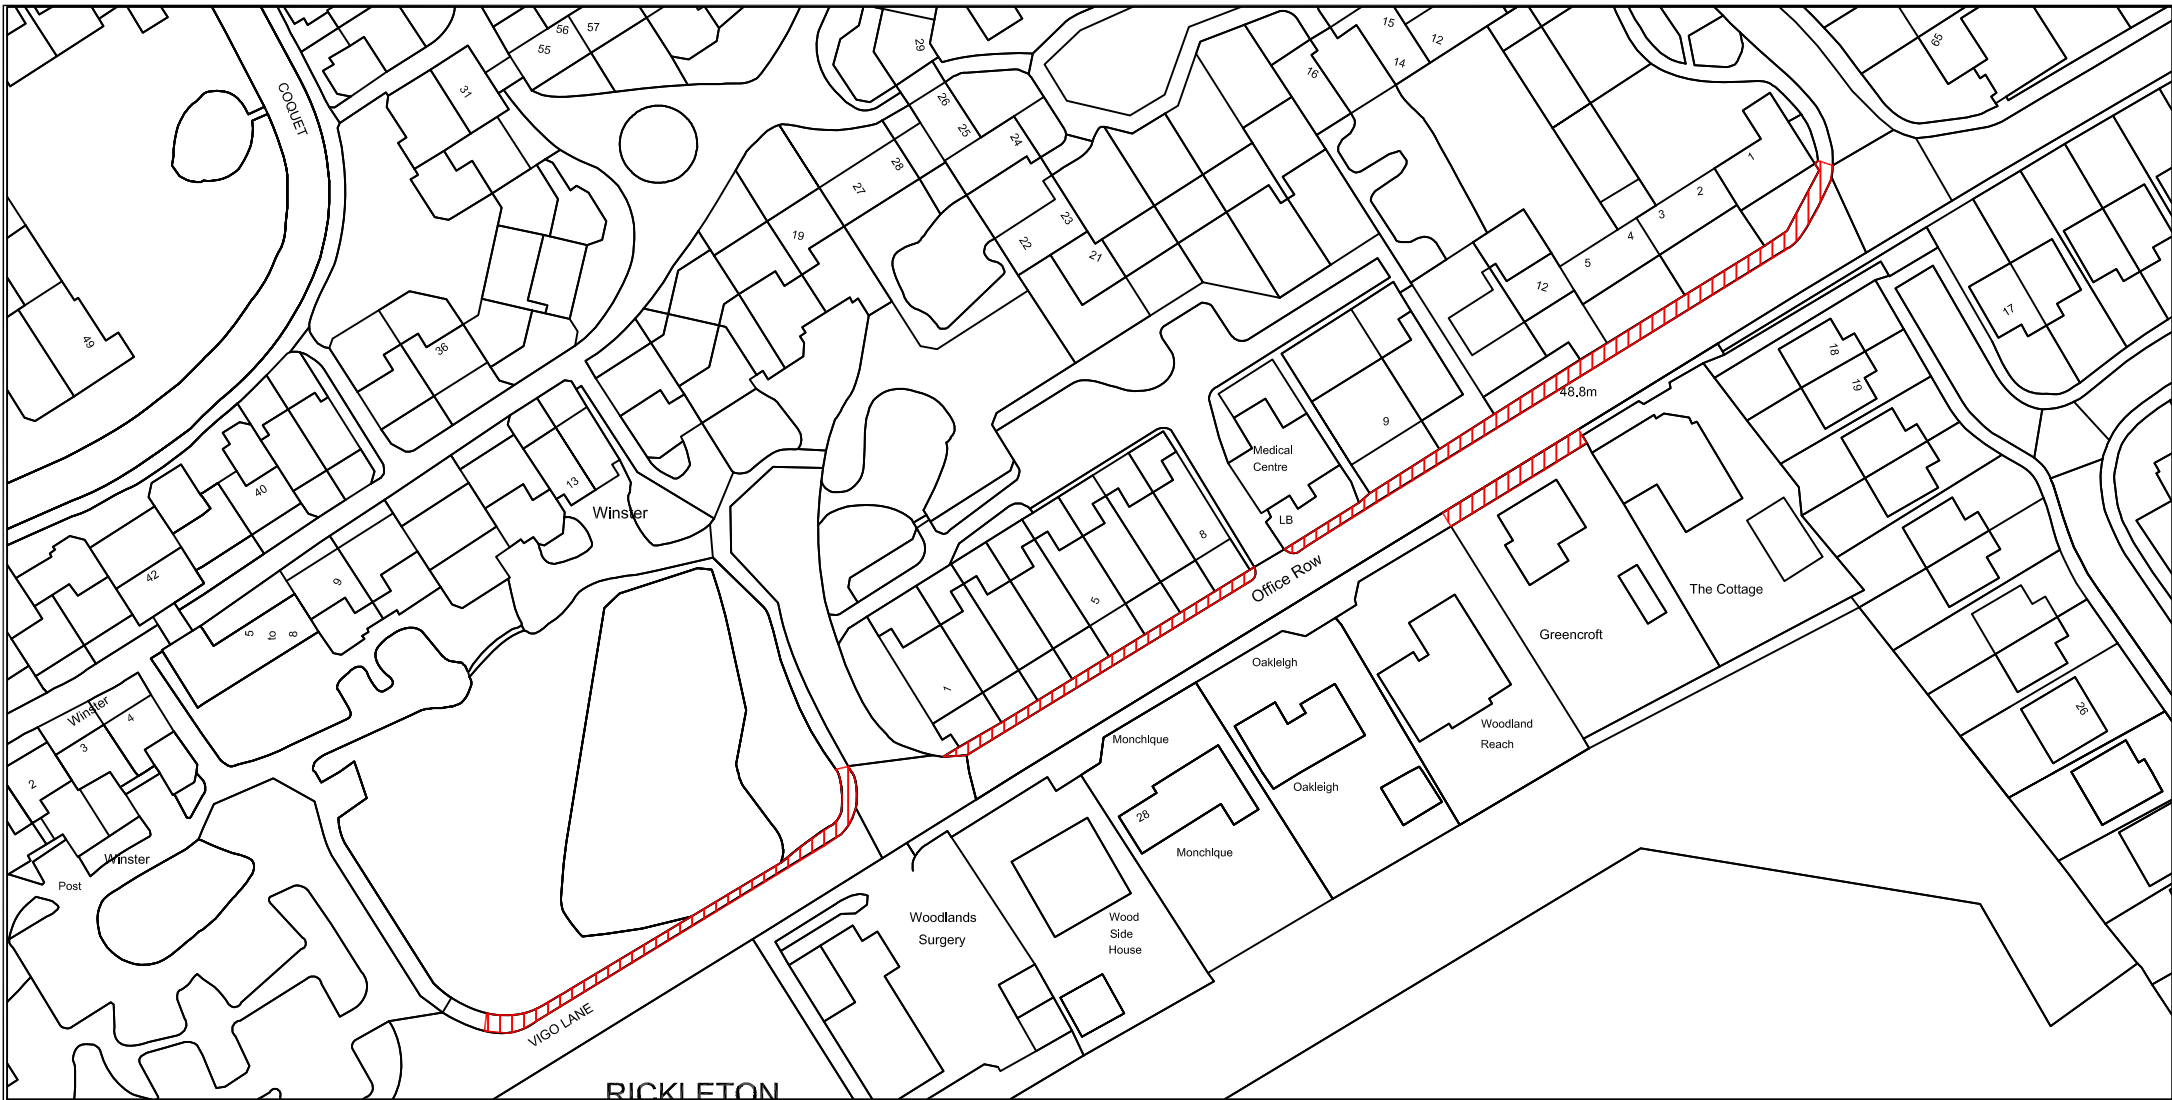 56
57
55
29
15
12
14
16
65
31
COQUET
26
25
24
28
27
19
23
22
21
1
2
3
4
5
12
17
49
36
18
19
48.8m
9
40
13
Winster
42
9
5
to
8
Medical
Centre
LB
8
5
1
Office Row
The Cottage
Greencroft
Oakleigh
Woodland
Reach
Monchlque
Oakleigh
28
Monchlque
26
Winster
4
3
2
Winster
Post
Woodlands
Surgery
Wood
Side
House
VIGO LANE
RICKLETON